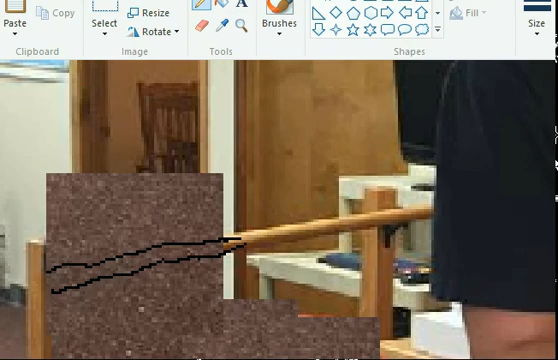 Paste
Copy
Select
Resize
Rotate
A
Brushes
Fill
Size
Clipboard
Image
Tools
Shapes